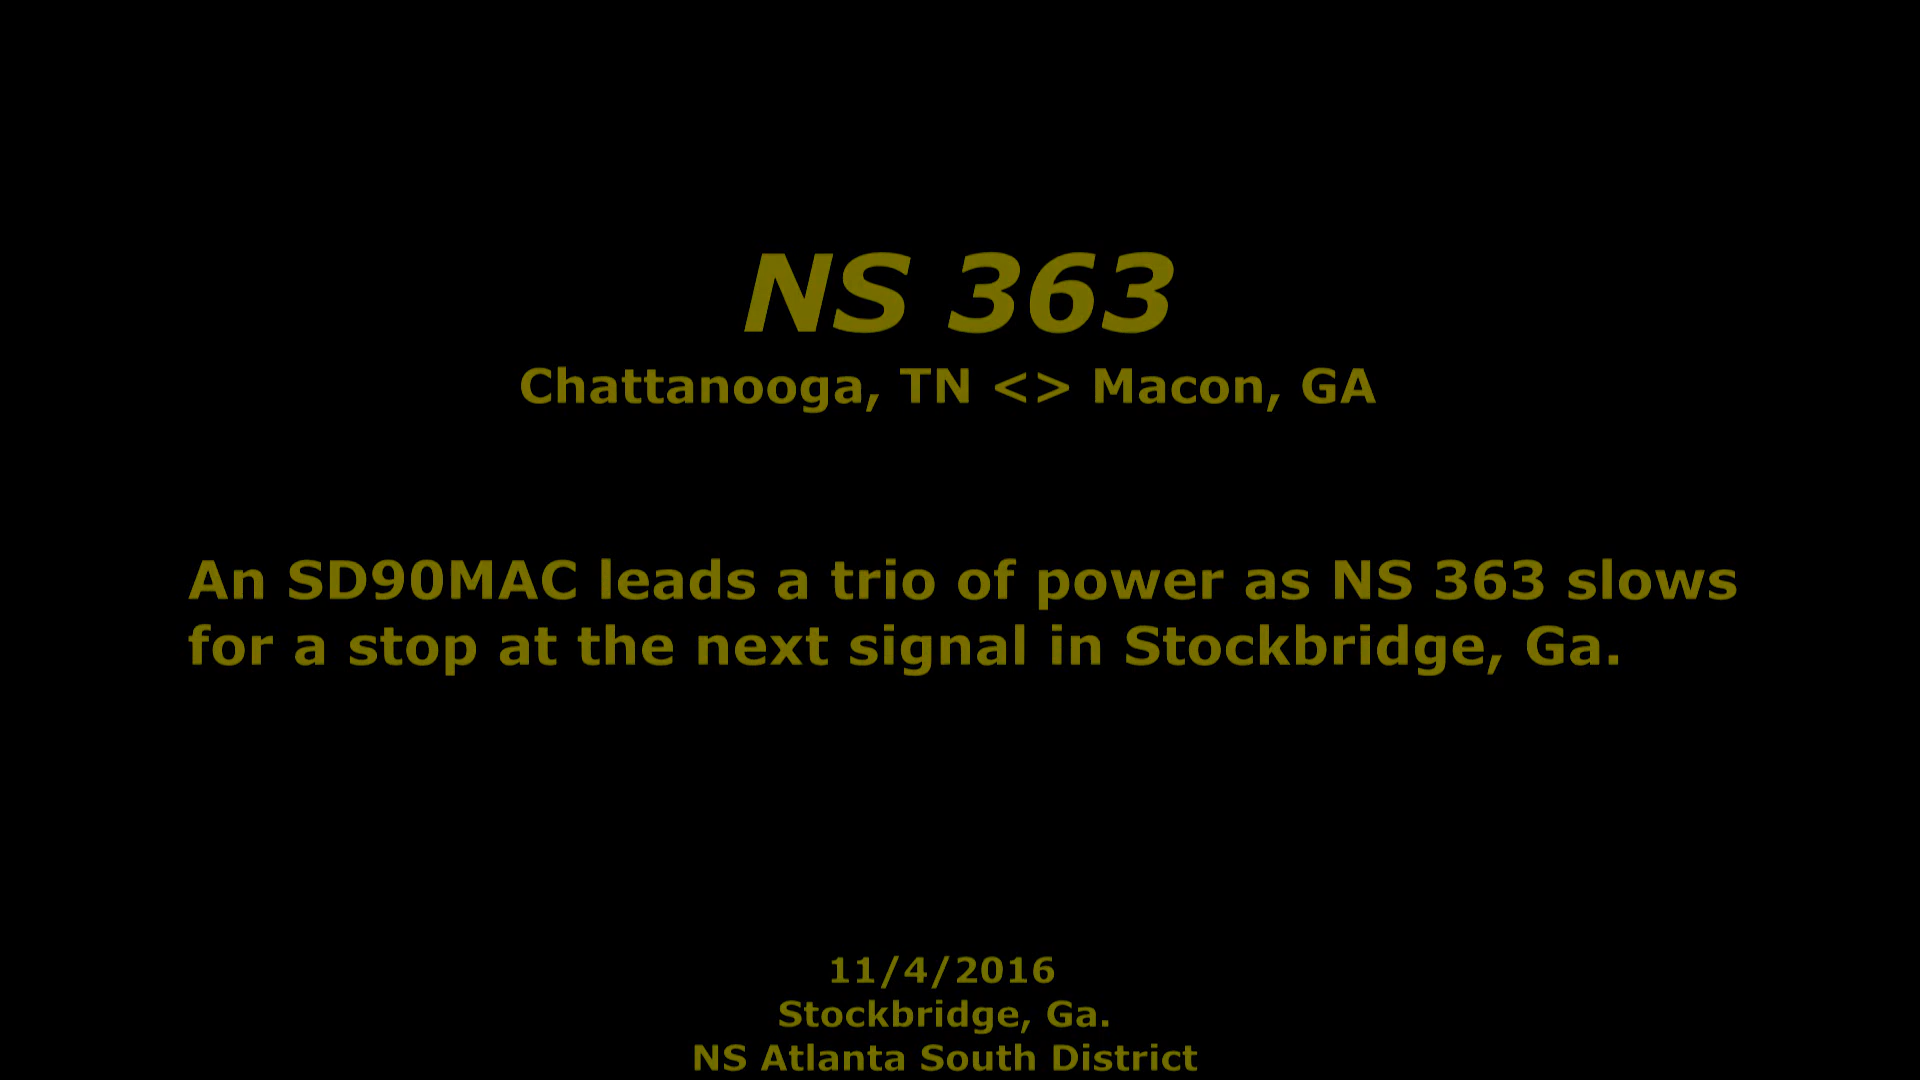 NS 363
Chattanooga, TN <> Macon, GA
An SD90MAC leads a trio of power as NS 363 slows
for a stop at the next signal in Stockbridge, Ga.
11/4/2016
Stockbridge, Ga.
NS Atlanta South District